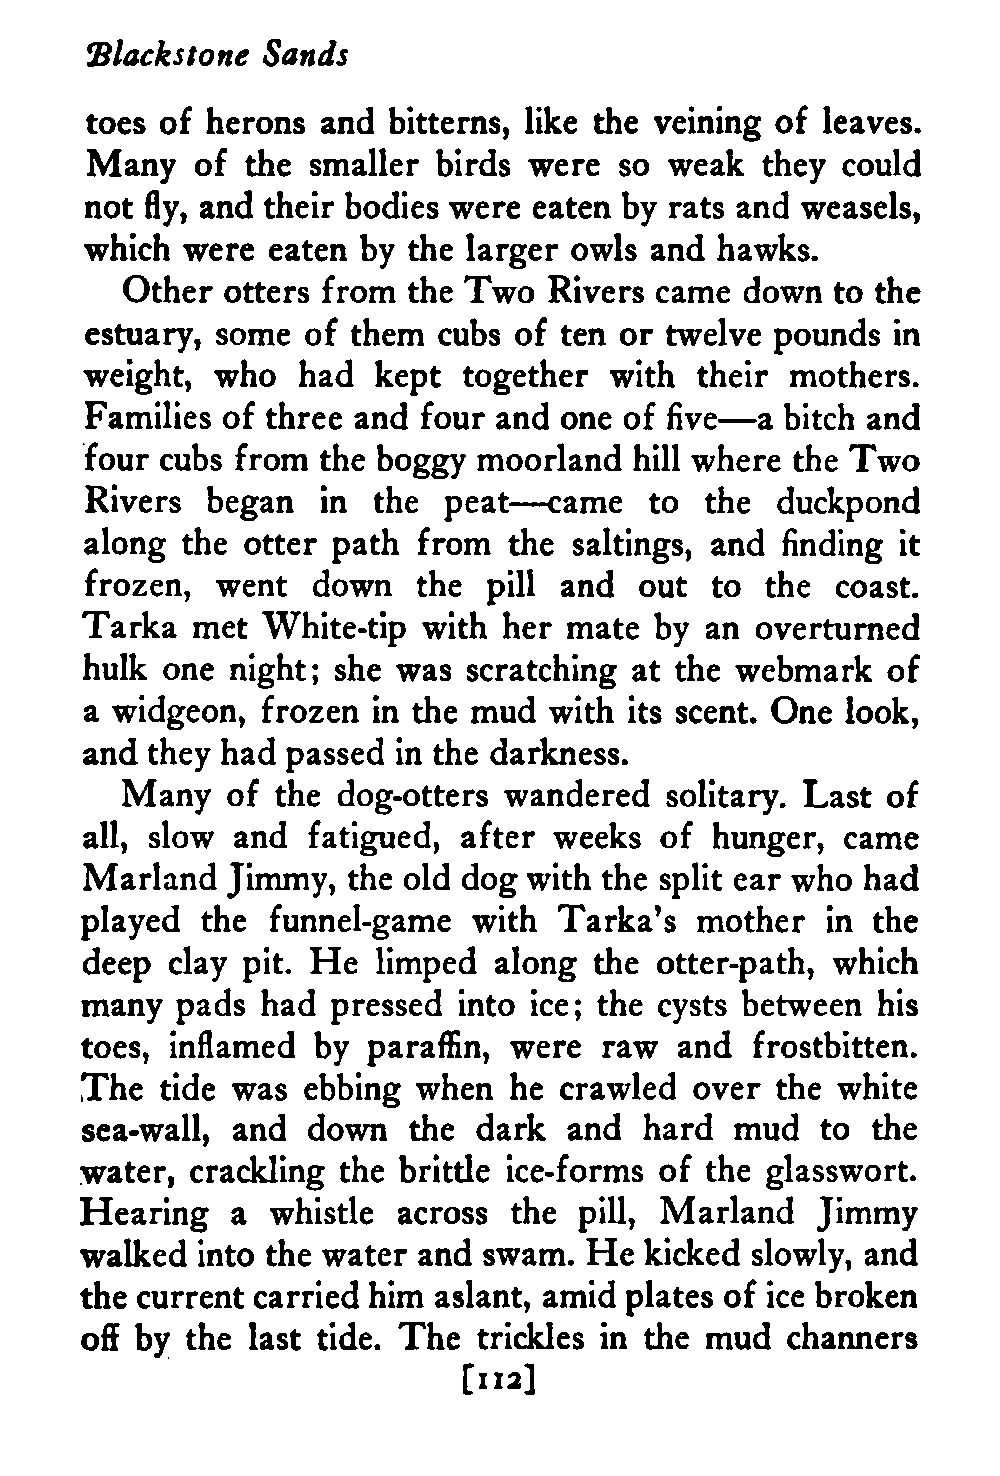 Blackstone Sands
toes of herons and bitterns, like the veining of leaves.
Many of the smaller birds were so weak they could
not fly, and their bodies were eaten by rats and weasels,
which were eaten by the larger owls and hawks.
Other otters from the Two Rivers came down to the
estuary, some of them cubs of ten or twelve pounds in
weight, who had kept together with their mothers.
Families of three and four and one of five—a bitch and
four cubs from the boggy moorland hill where the Two
Rivers began in the peat—came to the duckpond
along the otter path from the saltings, and finding it
frozen, went down the pill and out to the coast.
Tarka met White-tip with her mate by an overturned
hulk one night; she was scratching at the webmark of
a widgeon, frozen in the mud with its scent. One look,
and they had passed in the darkness.
Many of the dog-otters wandered solitary. Last of
all, slow and fatigued, after weeks of hunger, came
Marland Jimmy, the old dog with the split ear who had
played the funnel-game with Tarka's mother in the
deep clay pit. He limped along the otter-path, which
many pads had pressed into ice; the cysts between his
toes, inflamed by paraffin, were raw and frostbitten.
The tide was ebbing when he crawled over the white
sea-wall, and down the dark and hard mud to the
water, crackling the brittle ice-forms of the glasswort.
Hearing a whistle across the pill, Marland Jimmy
walked into the water and swam. He kicked slowly, and
the current carried him aslant, amid plates of ice broken
off by the last tide. The trickles in the mud channers
[112]